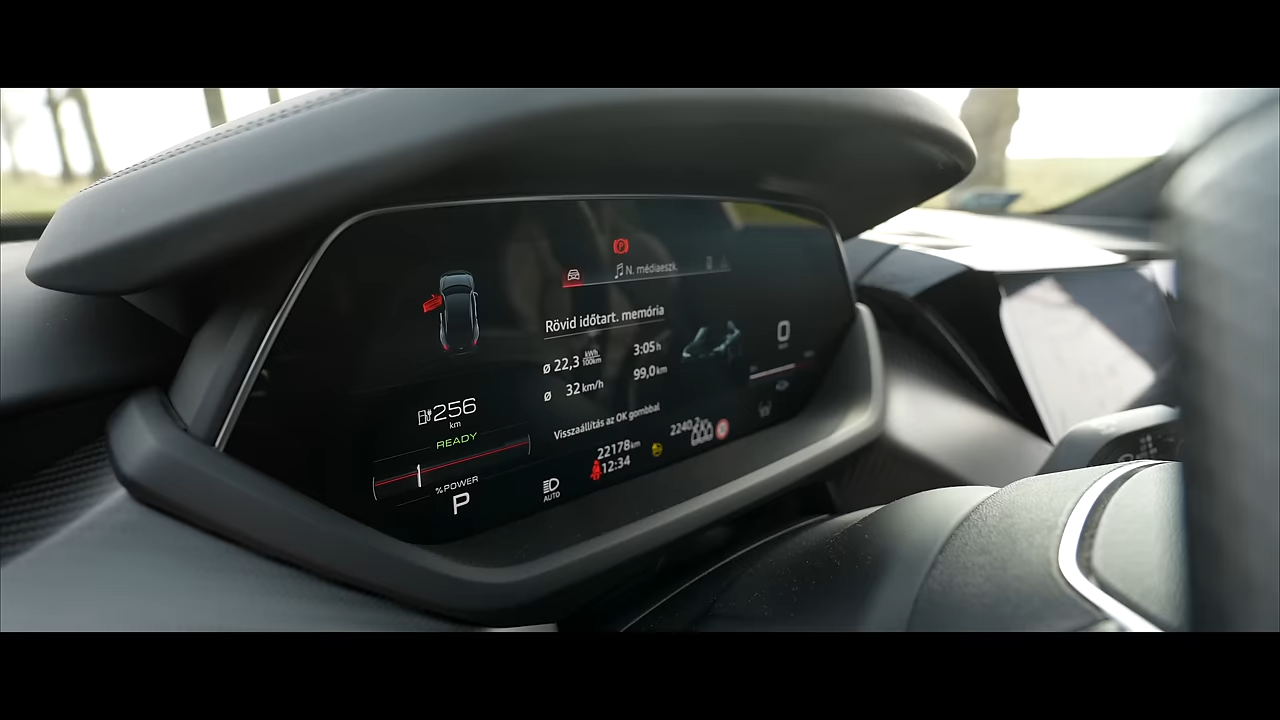 P
N. médiaeszk.
Rövid időtart. memória
ø 22,3 kWh/100km 3:05 h
ø 32 km/h 99,0 km
256
km
READY
Visszaállítás az OK gombbal
0
% POWER
P
AUTO
22178 km
12:34